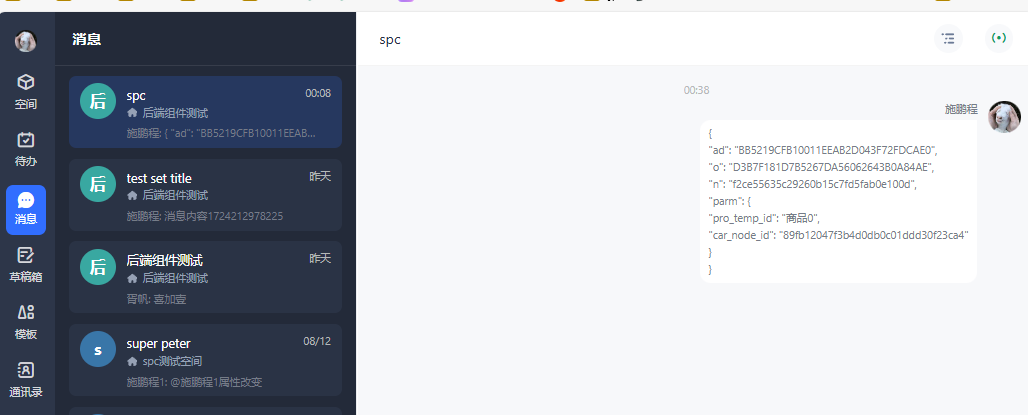 空间
待办
消息
草稿箱
模板
通讯录
消息
后
spc
00:08
后端组件测试
施鹏程: { "ad": "BB5219CFB10011EEAB...
后
test set title
昨天
后端组件测试
施鹏程: 消息内容1724212978225
后
后端组件测试
昨天
后端组件测试
胥帆: 喜加壹
s
super peter
08/12
spc测试空间
施鹏程1: @施鹏程1属性改变
spc
00:38
施鹏程
{
"ad": "BB5219CFB10011EEAB2D043F72FDCAE0",
"o": "D3B7F181D7B5267DA56062643B0A84AE",
"n": "f2ce55635c29260b15c7fd5fab0e100d",
"parm": {
"pro_temp_id": "商品0",
"car_node_id": "89fb12047f3b4d0db0c01ddd30f23ca4"
}
}